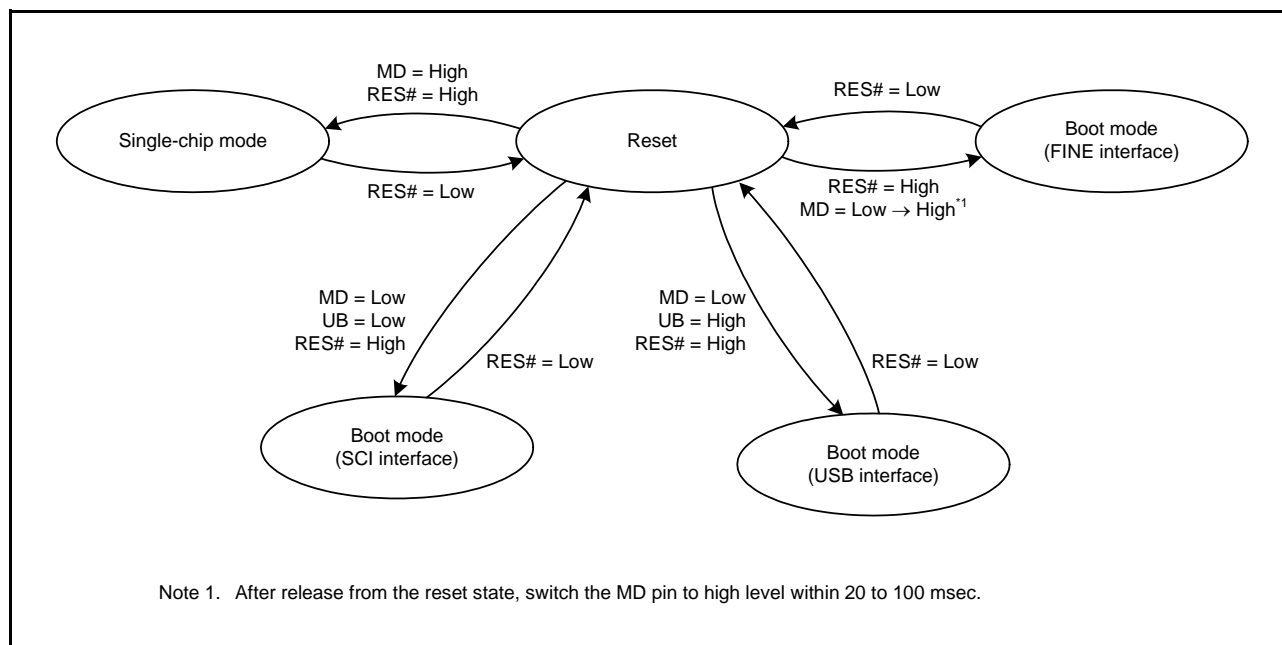 MD = High
RES# = High
RES# = Low
Single-chip mode
Reset
Boot mode
(FINE interface)
RES# = Low
RES# = High
MD = Low → High*1
MD = Low
UB = Low
RES# = High
RES# = Low
MD = Low
UB = High
RES# = High
RES# = Low
Boot mode
(SCI interface)
Boot mode
(USB interface)
Note 1. After release from the reset state, switch the MD pin to high level within 20 to 100 msec.